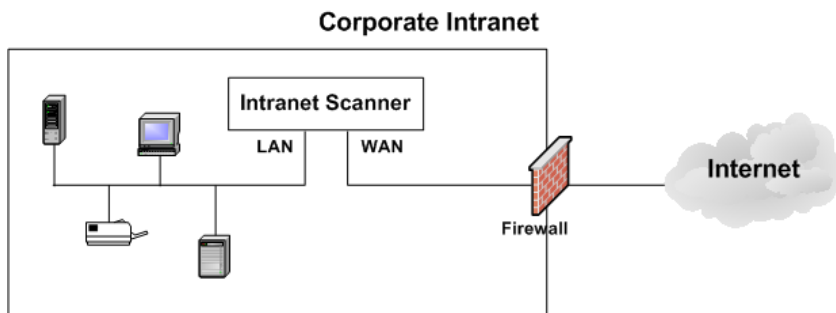 Corporate Intranet
Intranet Scanner
LAN
WAN
Internet
Firewall